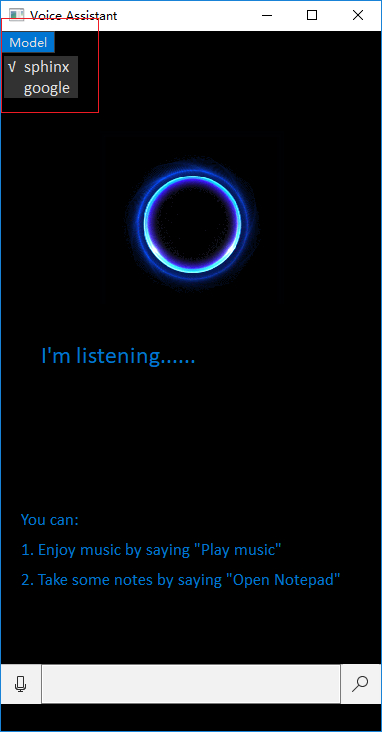 Voice Assistant
Model
√ sphinx
google
I'm listening......
You can:
1. Enjoy music by saying "Play music"
2. Take some notes by saying "Open Notepad"